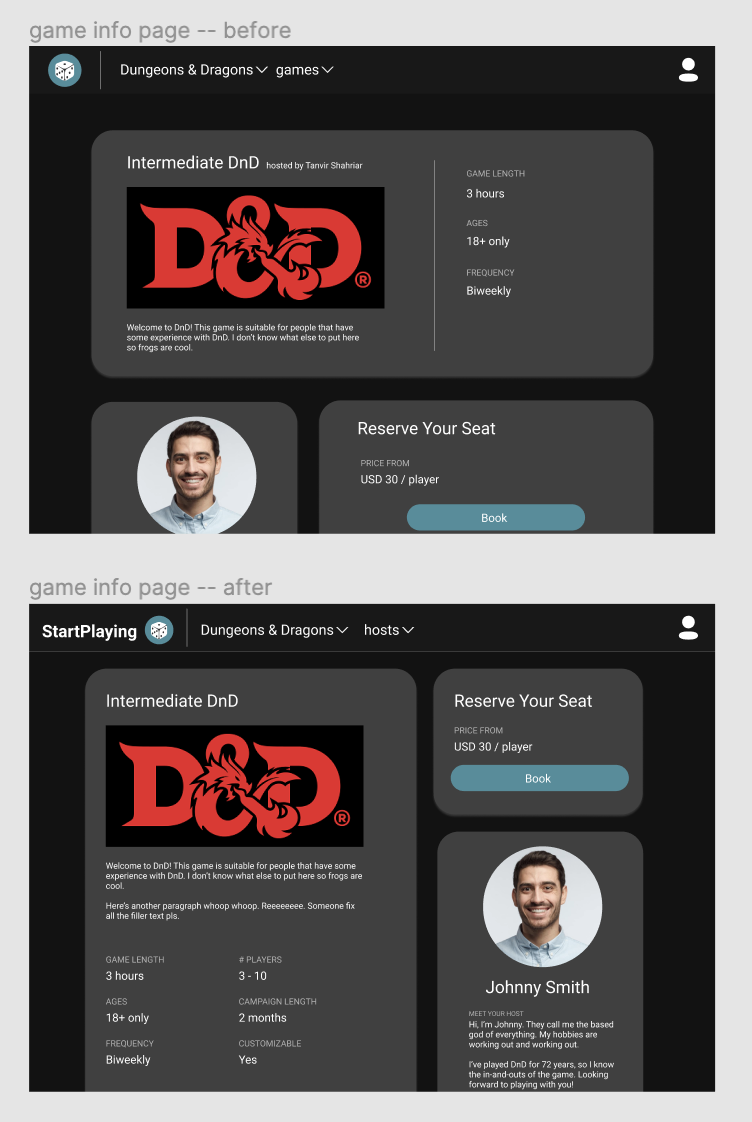 game info page -- before
Dungeons & Dragons games
Intermediate DnD hosted by Tanvir Shahriar
D&D®
Welcome to DnD! This game is suitable for people that have
some experience with DnD. I don't know what else to put here
so frogs are cool.
GAME LENGTH
3 hours
AGES
18+ only
FREQUENCY
Biweekly
Reserve Your Seat
PRICE FROM
USD 30 / player
Book
game info page -- after
StartPlaying Dungeons & Dragons hosts
Intermediate DnD
D&D®
Welcome to DnD! This game is suitable for people that have some
experience with DnD. I don't know what else to put here so frogs are
cool.
Here's another paragraph whoop whoop. Reeeeeeee. Someone fix
all the filler text pls.
GAME LENGTH
3 hours
# PLAYERS
3 - 10
AGES
18+ only
CAMPAIGN LENGTH
2 months
FREQUENCY
Biweekly
CUSTOMIZABLE
Yes
Reserve Your Seat
PRICE FROM
USD 30 / player
Book
Johnny Smith
MEET YOUR HOST
Hi, I'm Johnny. They call me the based
god of everything. My hobbies are
working out and working out.
I've played DnD for 72 years, so I know
the in-and-outs of the game. Looking
forward to playing with you!